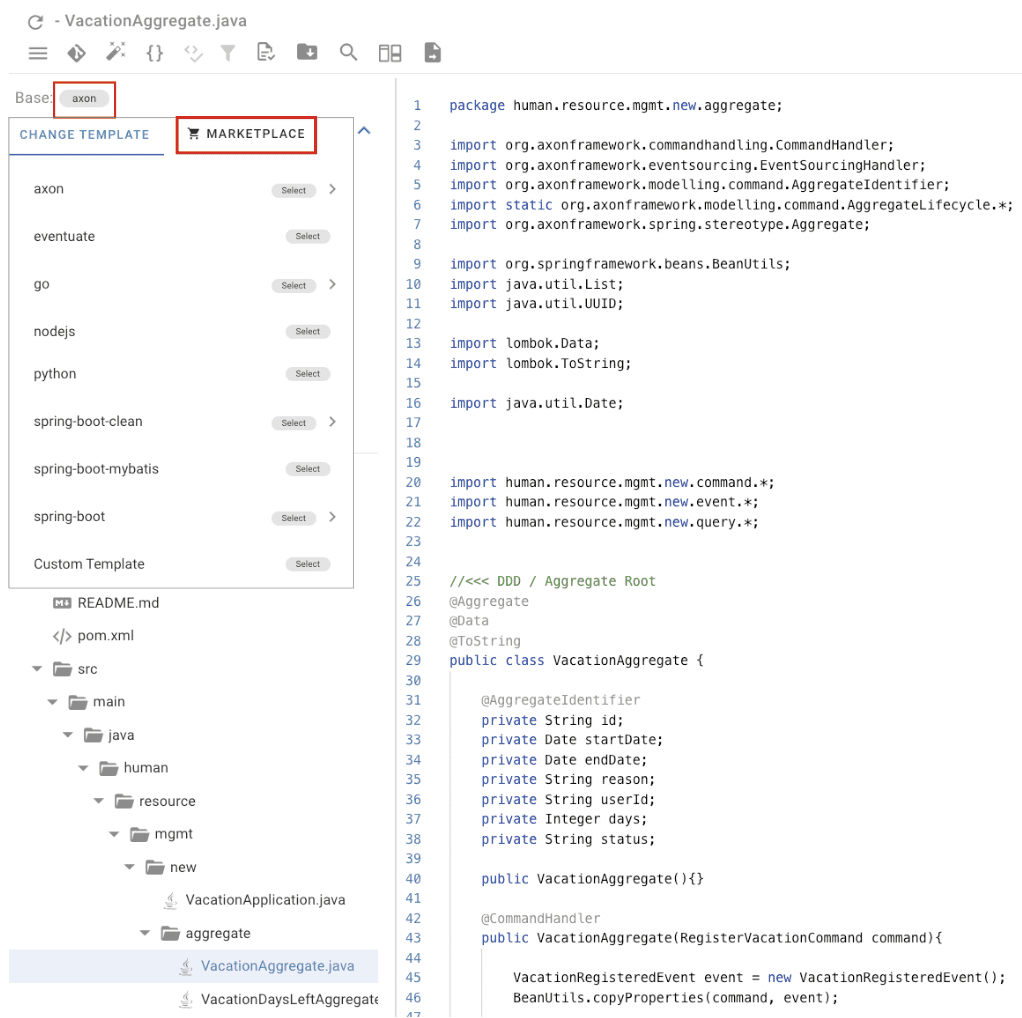 - VacationAggregate.java
Base: axon
CHANGE TEMPLATE
MARKETPLACE
axon Select
eventuate Select
go Select
nodejs Select
python Select
spring-boot-clean Select
spring-boot-mybatis Select
spring-boot Select
Custom Template Select
README.md
pom.xml
src
main
java
human
resource
mgmt
new
VacationApplication.java
aggregate
VacationAggregate.java
VacationDaysLeftAggregate
1 package human.resource.mgmt.new.aggregate;
2
3 import org.axonframework.commandhandling.CommandHandler;
4 import org.axonframework.eventsourcing.EventSourcingHandler;
5 import org.axonframework.modelling.command.AggregateIdentifier;
6 import static org.axonframework.modelling.command.AggregateLifecycle.*;
7 import org.axonframework.spring.stereotype.Aggregate;
8
9 import org.springframework.beans.BeanUtils;
10 import java.util.List;
11 import java.util.UUID;
12
13 import lombok.Data;
14 import lombok.ToString;
15
16 import java.util.Date;
17
18
19
20 import human.resource.mgmt.new.command.*;
21 import human.resource.mgmt.new.event.*;
22 import human.resource.mgmt.new.query.*;
23
24
25 //<<< DDD / Aggregate Root
26 @Aggregate
27 @Data
28 @ToString
29 public class VacationAggregate {
30
31 @AggregateIdentifier
32 private String id;
33 private Date startDate;
34 private Date endDate;
35 private String reason;
36 private String userId;
37 private Integer days;
38 private String status;
39
40 public VacationAggregate(){}
41
42 @CommandHandler
43 public VacationAggregate(RegisterVacationCommand command){
44
45 VacationRegisteredEvent event = new VacationRegisteredEvent();
46 BeanUtils.copyProperties(command, event);
47